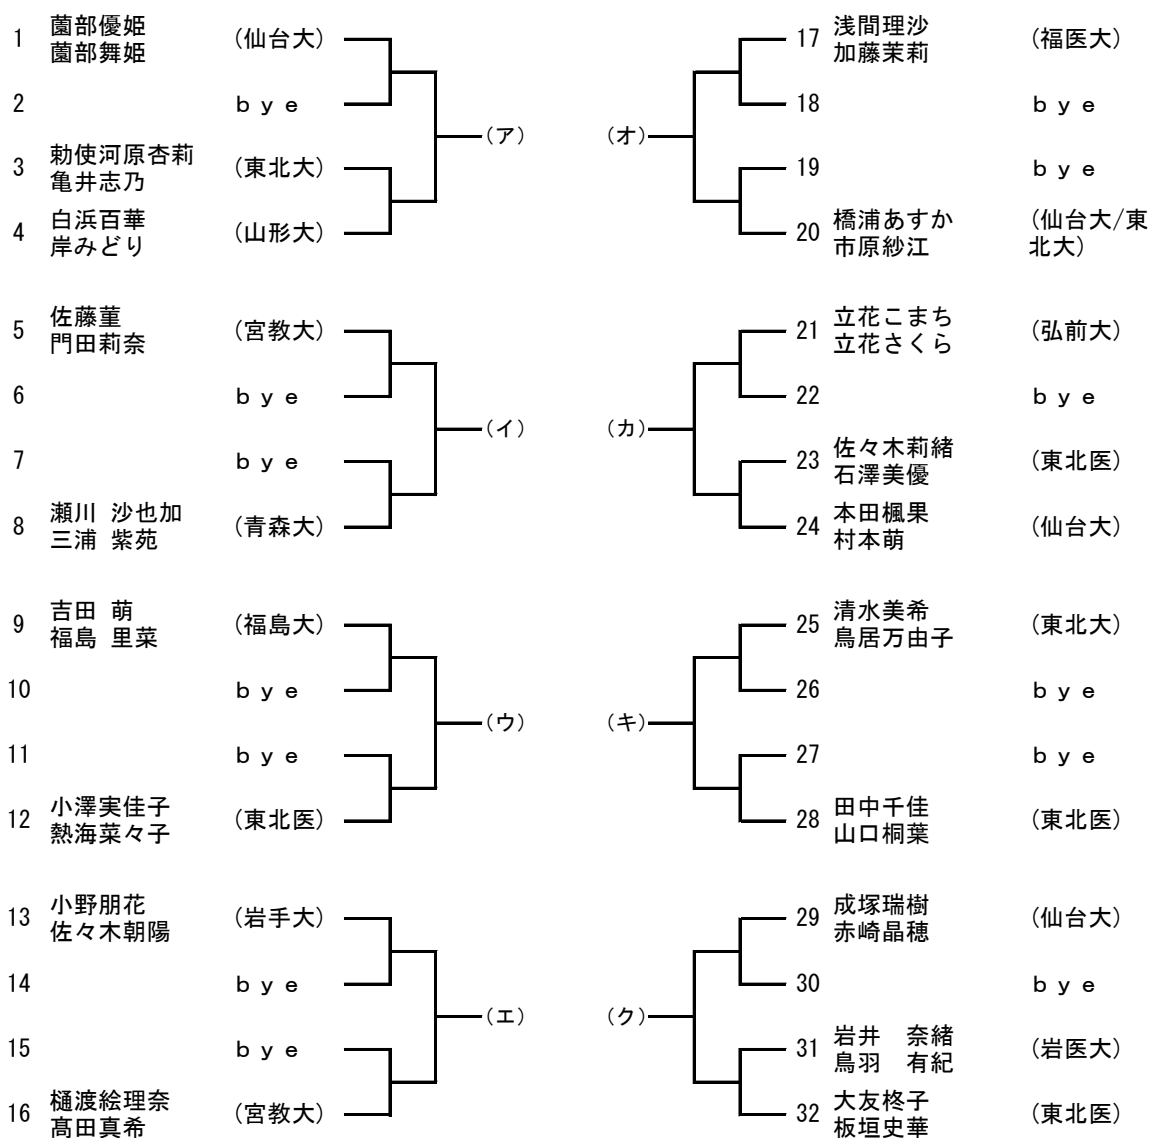 1 薗部優姫
薗部舞姫 (仙台大)
2 bye
(ア)
3 勅使河原杏莉
亀井志乃 (東北大)
4 白浜百華
岸みどり (山形大)
5 佐藤菫
門田莉奈 (宮教大)
6 bye
(イ)
7 bye
8 瀬川 沙也加
三浦 紫苑 (青森大)
9 吉田 萌
福島 里菜 (福島大)
10 bye
(ウ)
11 bye
12 小澤実佳子
熱海菜々子 (東北医)
13 小野朋花
佐々木朝陽 (岩手大)
14 bye
(エ)
15 bye
16 樋渡絵理奈
髙田真希 (宮教大)
17 浅間理沙
加藤茉莉 (福医大)
18 bye
(オ)
19 bye
20 橋浦あすか
市原紗江 (仙台大/東
北大)
21 立花こまち
立花さくら (弘前大)
22 bye
(カ)
23 佐々木莉緒
石澤美優 (東北医)
24 本田楓果
村本萌 (仙台大)
25 清水美希
鳥居万由子 (東北大)
26 bye
(キ)
27 bye
28 田中千佳
山口桐葉 (東北医)
29 成塚瑞樹
赤崎晶穂 (仙台大)
30 bye
(ク)
31 岩井 奈緒
鳥羽 有紀 (岩医大)
32 大友柊子
板垣史華 (東北医)